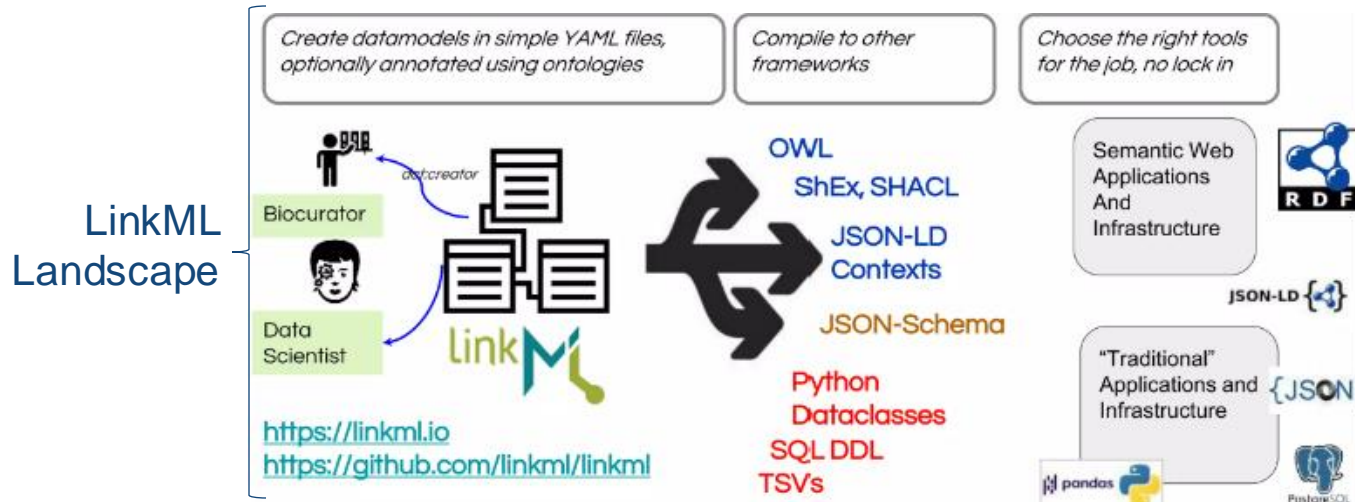 LinkML
Landscape
Create datamodels in simple YAML files,
optionally annotated using ontologies
Compile to other
frameworks
Choose the right tools
for the job, no lock in
dct:creator
Biocurator
Data
Scientist
linkML
https://linkml.io
https://github.com/linkml/linkml
OWL
ShEx, SHACL
JSON-LD
Contexts
JSON-Schema
Python
Dataclasses
SQL DDL
TSV's
Semantic Web
Applications
And
Infrastructure
RDF
JSON-LD
"Traditional"
Applications and
Infrastructure
{JSON
pandas
PostgreSQL